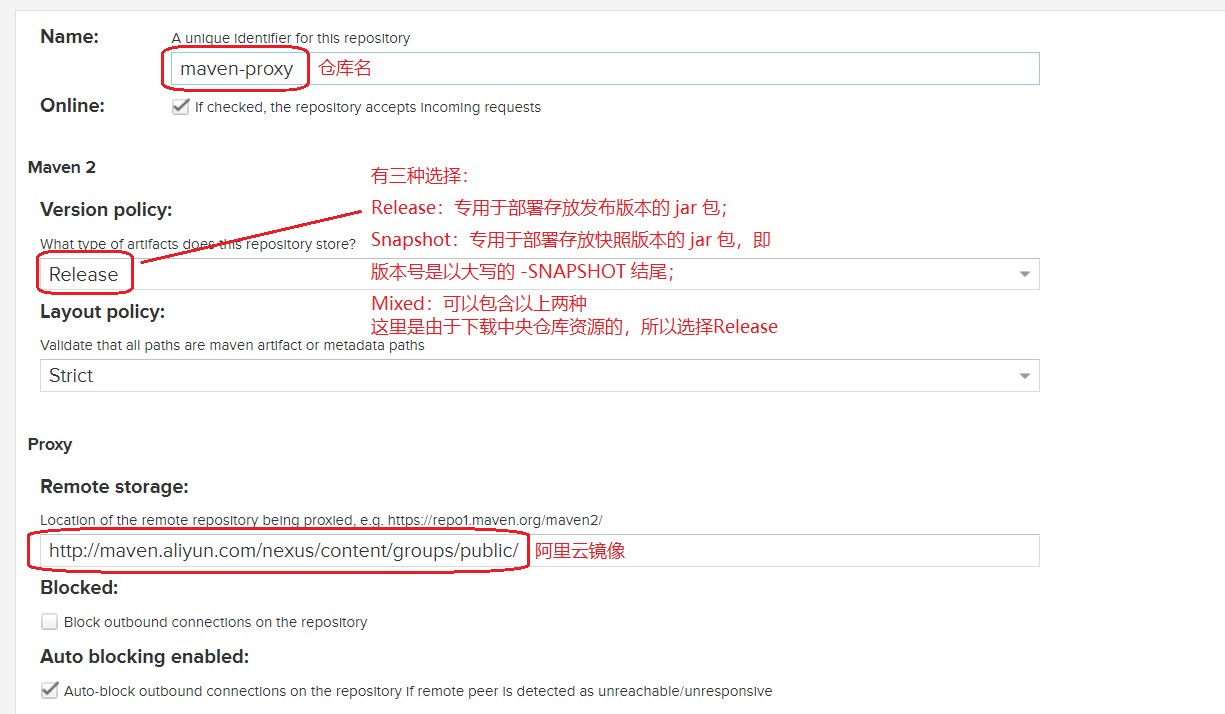 Name:
A unique identifier for this repository
maven-proxy 仓库名
Online:
If checked, the repository accepts incoming requests
Maven 2
有三种选择：
Version policy:
Release：专用于部署存放发布版本的 jar 包；
What type of artifacts does this repository store?
Snapshot：专用于部署存放快照版本的 jar 包，即
Release
版本号是以大写的 -SNAPSHOT 结尾；
Layout policy:
Mixed：可以包含以上两种
这里是由于下载中央仓库资源的，所以选择Release
Validate that all paths are maven artifact or metadata paths
Strict
Proxy
Remote storage:
Location of the remote repository being proxied, e.g. https://repo1.maven.org/maven2/
http://maven.aliyun.com/nexus/content/groups/public/ 阿里云镜像
Blocked:
Block outbound connections on the repository
Auto blocking enabled:
Auto-block outbound connections on the repository if remote peer is detected as unreachable/unresponsive